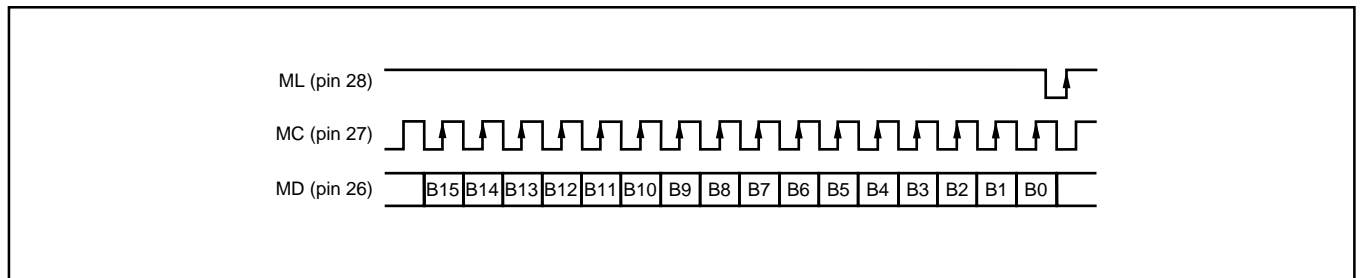 ML (pin 28)
MC (pin 27)
MD (pin 26) B15 B14 B13 B12 B11 B10 B9 B8 B7 B6 B5 B4 B3 B2 B1 B0